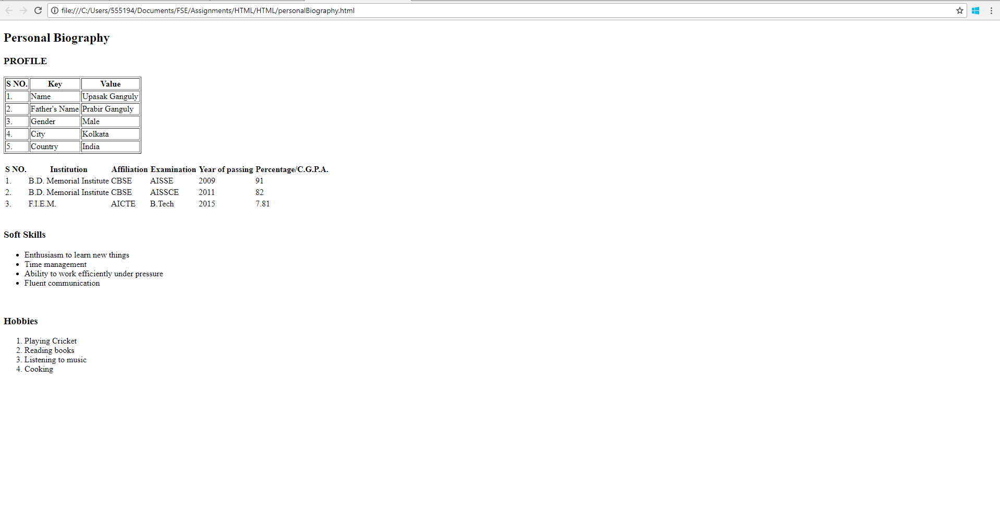 file:///C:/Users/555194/Documents/FSE/Assignments/HTML/HTML/personalBiography.html
Personal Biography
PROFILE
S NO. Key Value
1. Name Upasak Ganguly
2. Father's Name Prabir Ganguly
3. Gender Male
4. City Kolkata
5. Country India
S NO. Institution Affiliation Examination Year of passing Percentage/C.G.P.A.
1. B.D. Memorial Institute CBSE AISSE 2009 91
2. B.D. Memorial Institute CBSE AISSCE 2011 82
3. F.I.E.M. AICTE B.Tech 2015 7.81
Soft Skills
• Enthusiasm to learn new things
• Time management
• Ability to work efficiently under pressure
• Fluent communication
Hobbies
1. Playing Cricket
2. Reading books
3. Listening to music
4. Cooking